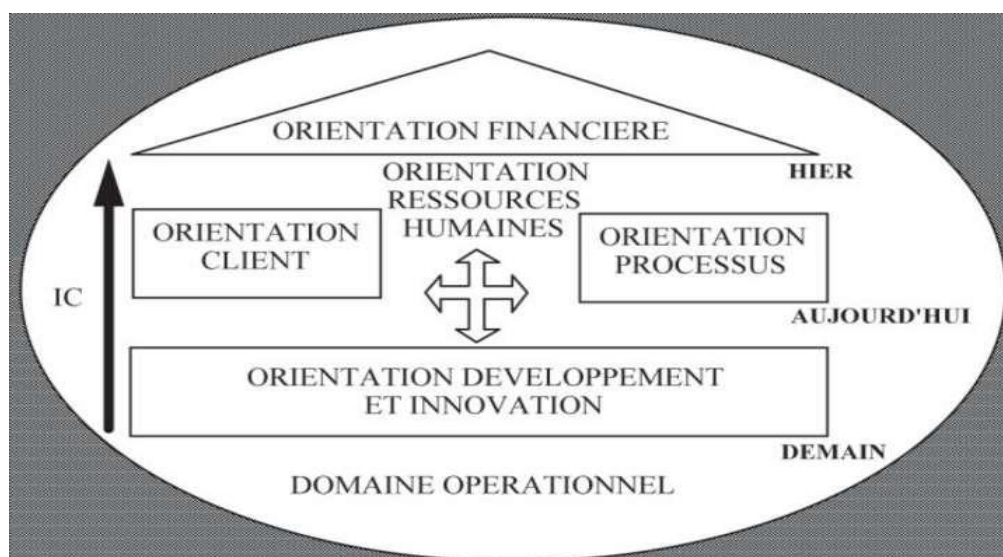 ORIENTATION FINANCIERE
HIER
ORIENTATION
RESSOURCES
HUMAINES
ORIENTATION
CLIENT
ORIENTATION
PROCESSUS
IC
AUJOURD'HUI
ORIENTATION DEVELOPPEMENT
ET INNOVATION
DEMAIN
DOMAINE OPERATIONNEL